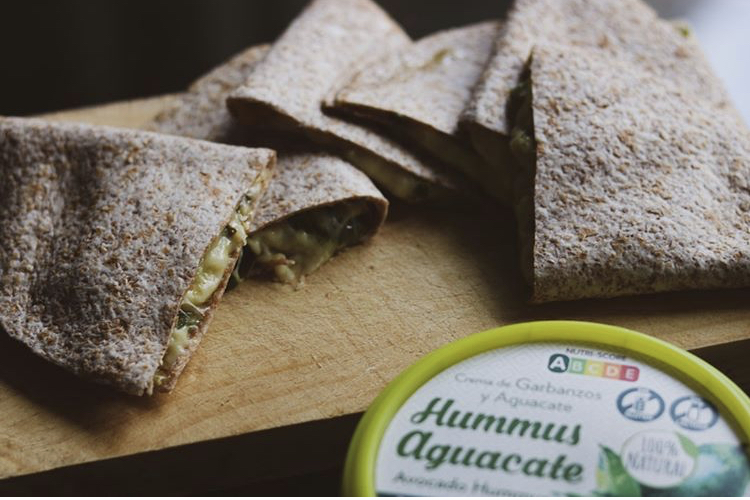 NUTRI-SCORE
A B C D E
Crema de Garbanzos
y Aguacate
Hummus
Aguacate
100%
NATURAL
Avocado Hummus